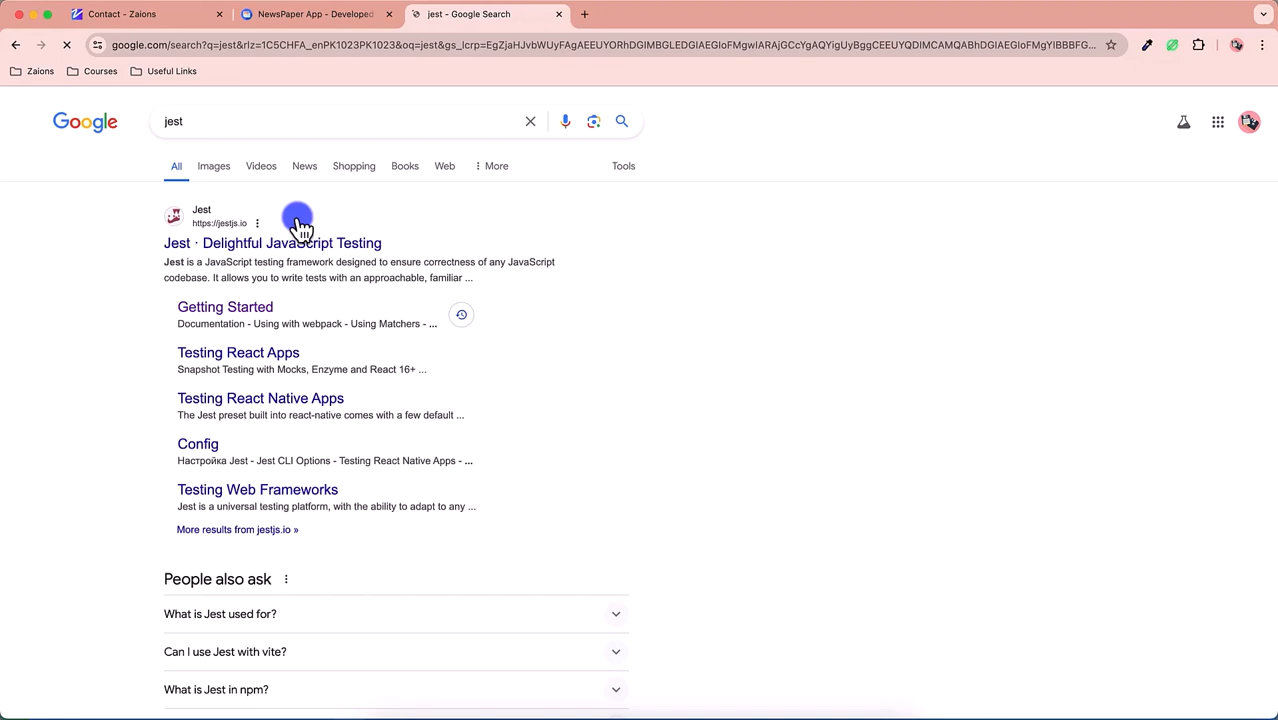 Contact - Zaions
NewsPaper App - Developed
jest - Google Search
google.com/search?q=jest&rlz=1C5CHFA_enPK1023PK1023&oq=jest&gs_lcrp=
Zaions
Courses
Useful Links
Google
jest
All
Images
Videos
News
Shopping
Books
Web
More
Tools
Jest
https://jestjs.io
Jest · Delightful JavaScript Testing
Jest is a JavaScript testing framework designed to ensure correctness of any JavaScript
codebase. It allows you to write tests with an approachable, familiar ...
Getting Started
Documentation - Using with webpack - Using Matchers - ...
Testing React Apps
Snapshot Testing with Mocks, Enzyme and React 16+ ...
Testing React Native Apps
The Jest preset built into react-native comes with a few default ...
Config
Настройка Jest - Jest CLI Options - Testing React Native Apps - ...
Testing Web Frameworks
Jest is a universal testing platform, with the ability to adapt to any ...
More results from jestjs.io »
People also ask
What is Jest used for?
Can I use Jest with vite?
What is Jest in npm?